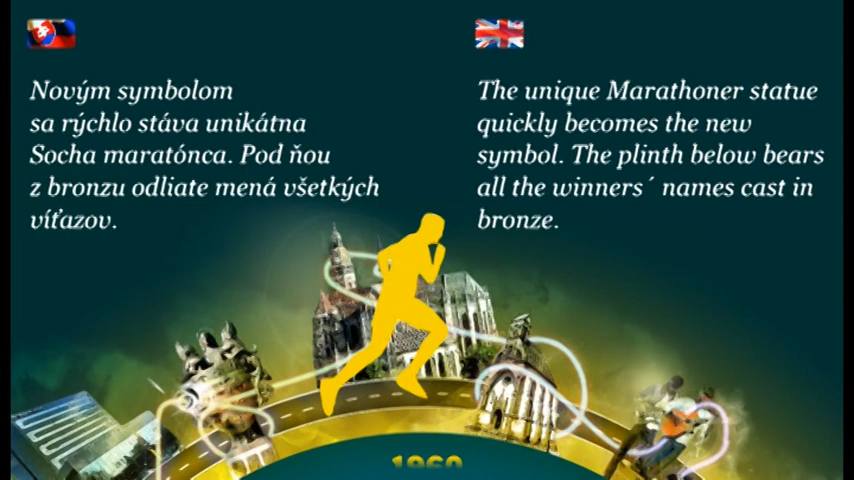 Novým symbolom
sa rýchlo stáva unikátna
Socha maratónca. Pod ňou
z bronzu odliate mená všetkých
víťazov.
The unique Marathoner statue
quickly becomes the new
symbol. The plinth below bears
all the winners´ names cast in
bronze.
1960